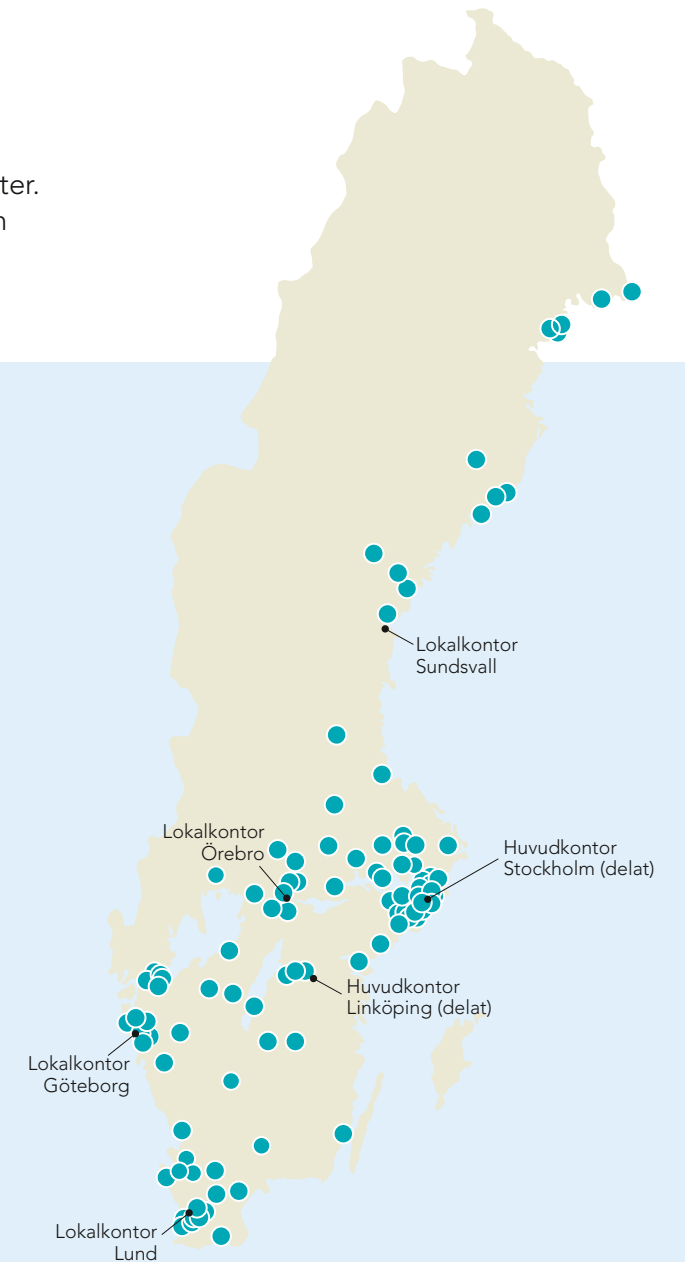 ter.
Lokalkontor
Sundsvall
Lokalkontor
Örebro
Huvudkontor
Stockholm (delat)
Huvudkontor
Linköping (delat)
Lokalkontor
Göteborg
Lokalkontor
Lund